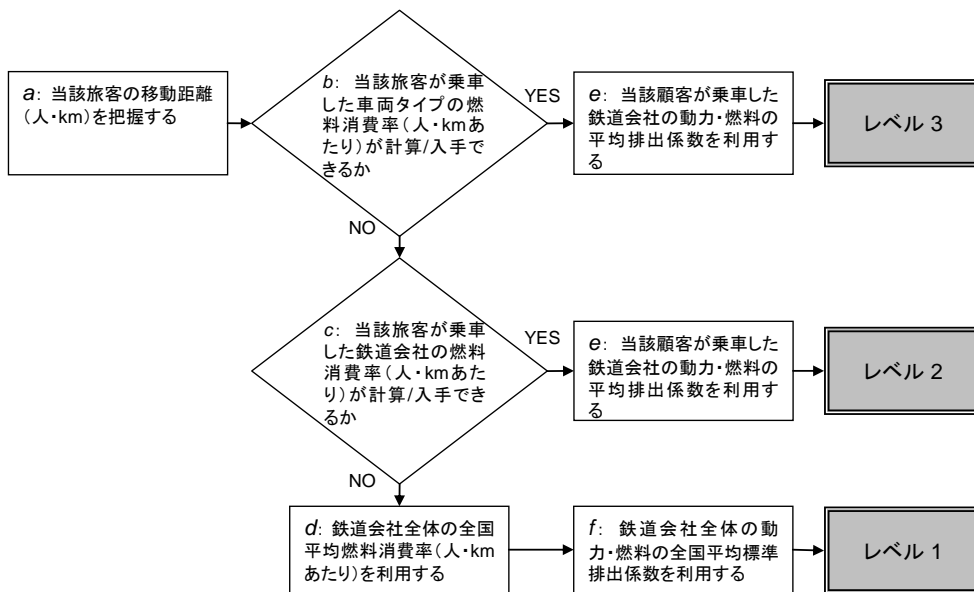 a: 当該旅客の移動距離
(人・km)を把握する
b: 当該旅客が乗車
した車両タイプの燃
料消費率(人・kmあ
たり)が計算/入手で
きるか
YES
e: 当該顧客が乗車した
鉄道会社の動力・燃料の
平均排出係数を利用す
る
レベル 3
NO
c: 当該旅客が乗車
した鉄道会社の燃料
消費率(人・kmあた
り)が計算/入手でき
るか
YES
e: 当該顧客が乗車した
鉄道会社の動力・燃料の
平均排出係数を利用す
る
レベル 2
NO
d: 鉄道会社全体の全国
平均燃料消費率(人・km
あたり)を利用する
f: 鉄道会社全体の動
力・燃料の全国平均標準
排出係数を利用する
レベル 1